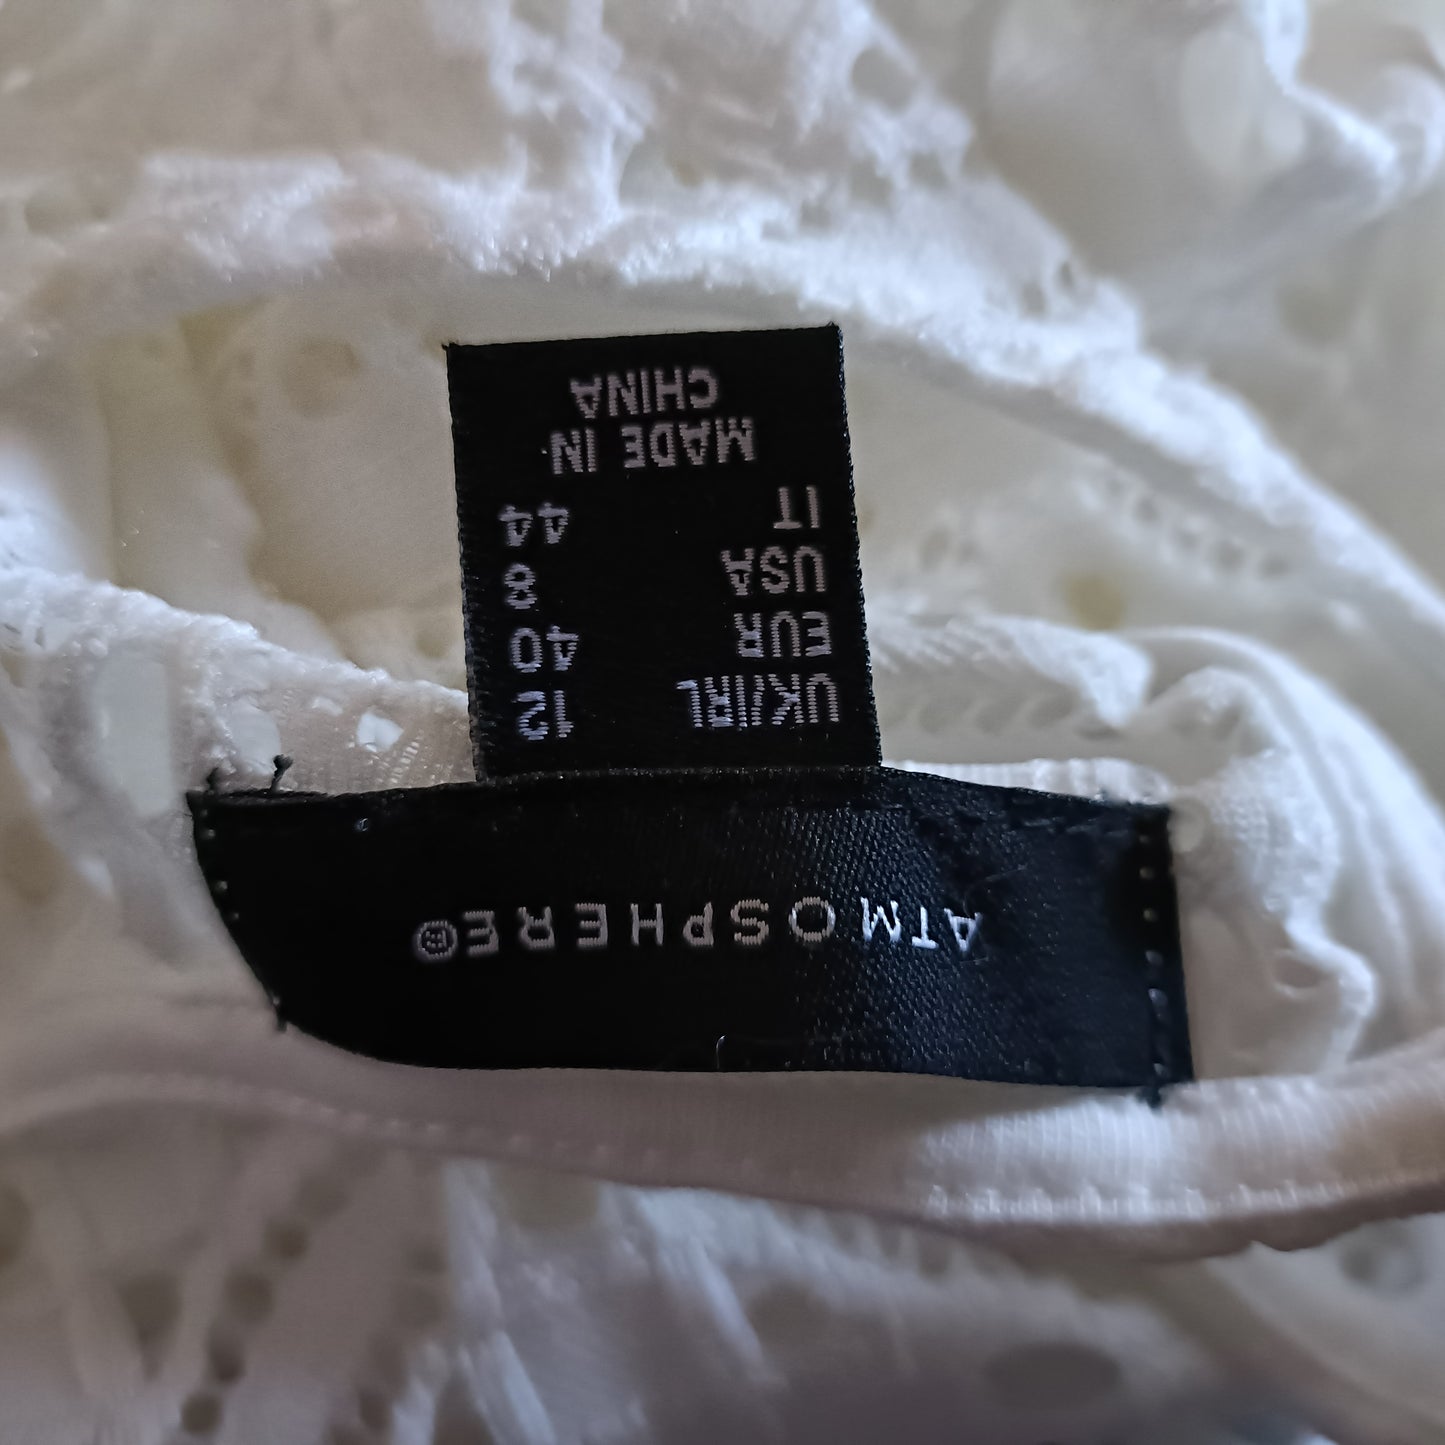 ATMOSPHERE®
UK/IRL 12
EUR 40
USA 8
IT 44
MADE IN
CHINA